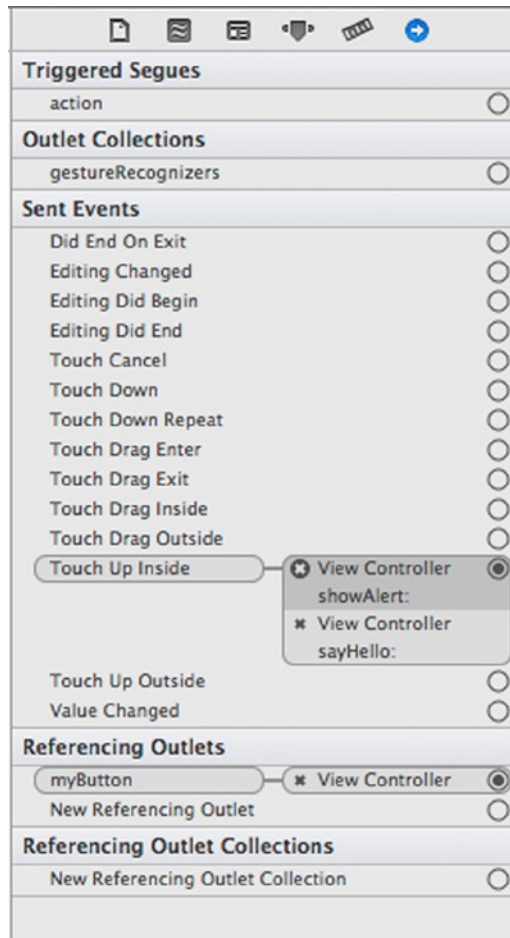 Triggered Segues
action
Outlet Collections
gestureRecognizers
Sent Events
Did End On Exit
Editing Changed
Editing Did Begin
Editing Did End
Touch Cancel
Touch Down
Touch Down Repeat
Touch Drag Enter
Touch Drag Exit
Touch Drag Inside
Touch Drag Outside
Touch Up Inside View Controller
showAlert:
View Controller
sayHello:
Touch Up Outside
Value Changed
Referencing Outlets
myButton View Controller
New Referencing Outlet
Referencing Outlet Collections
New Referencing Outlet Collection